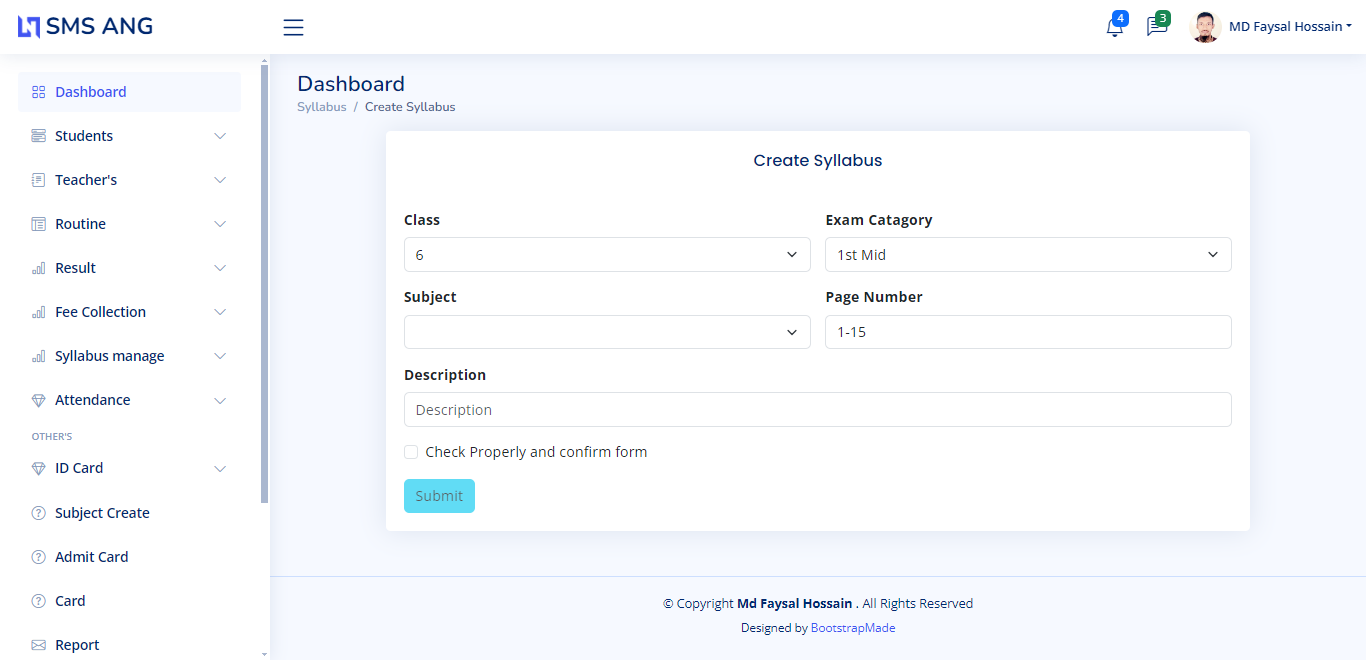 SMS ANG
4
3
MD Faysal Hossain
Dashboard
Students
Teacher's
Routine
Result
Fee Collection
Syllabus manage
Attendance
OTHER'S
ID Card
Subject Create
Admit Card
Card
Report
Dashboard
Syllabus / Create Syllabus
Create Syllabus
Class
Exam Catagory
6
1st Mid
Subject
Page Number
1-15
Description
Description
Check Properly and confirm form
Submit
© Copyright Md Faysal Hossain . All Rights Reserved
Designed by BootstrapMade